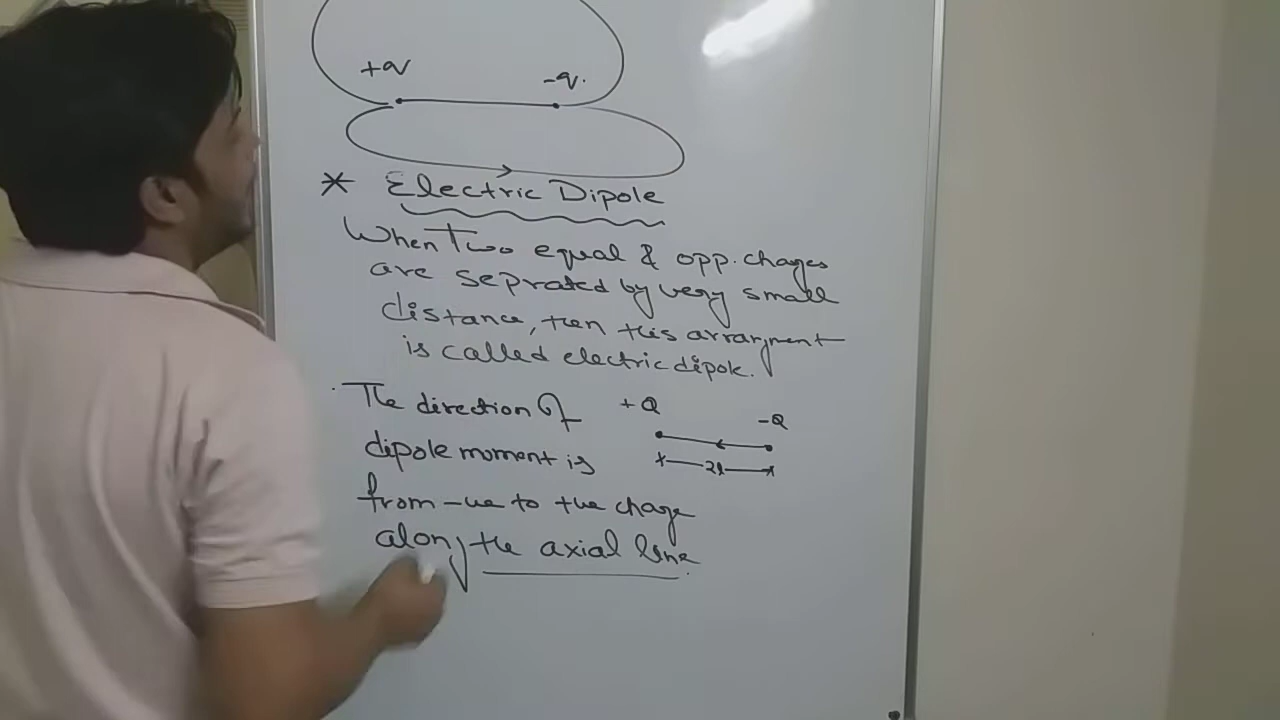 +q -q.
* Electric Dipole
When Two equal & opp. charges
are seprated by very small
distance, then this arrangment
is called electric dipole.
The direction of +Q -Q
dipole moment is 2l
from -ve to +ve charge
along the axial line.